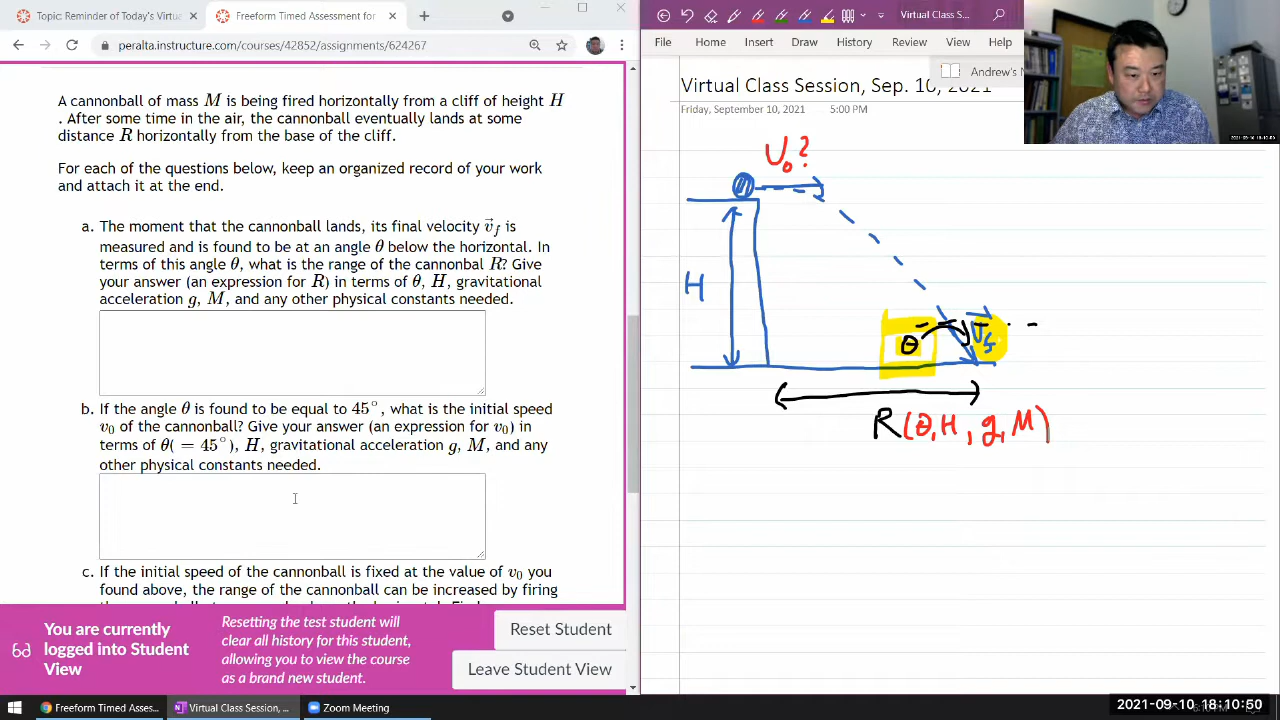 Topic: Reminder of Today's Virtu
Freeform Timed Assessment for
peralta.instructure.com/courses/42852/assignments/624267
A cannonball of mass M is being fired horizontally from a cliff of height H
. After some time in the air, the cannonball eventually lands at some
distance R horizontally from the base of the cliff.
For each of the questions below, keep an organized record of your work
and attach it at the end.
a. The moment that the cannonball lands, its final velocity v⃗f is
measured and is found to be at an angle θ below the horizontal. In
terms of this angle θ, what is the range of the cannonbal R? Give
your answer (an expression for R) in terms of θ, H, gravitational
acceleration g, M, and any other physical constants needed.
b. If the angle θ is found to be equal to 45°, what is the initial speed
v0 of the cannonball? Give your answer (an expression for v0) in
terms of θ( = 45°), H, gravitational acceleration g, M, and any
other physical constants needed.
c. If the initial speed of the cannonball is fixed at the value of v0 you
found above, the range of the cannonball can be increased by firing
You are currently
logged into Student
View
Resetting the test student will
clear all history for this student,
allowing you to view the course
as a brand new student.
Reset Student
Leave Student View
Virtual Class S...
File Home Insert Draw History Review View Help
Andrew's N
Virtual Class Session, Sep. 10, 2021
Friday, September 10, 2021 5:00 PM
U0?
H
θ
Vf
R(θ, H, g, M)
2021-09-10 18:10:50
Freeform Timed Asses...
Virtual Class Session,...
Zoom Meeting
2021-09-10 18:10:50